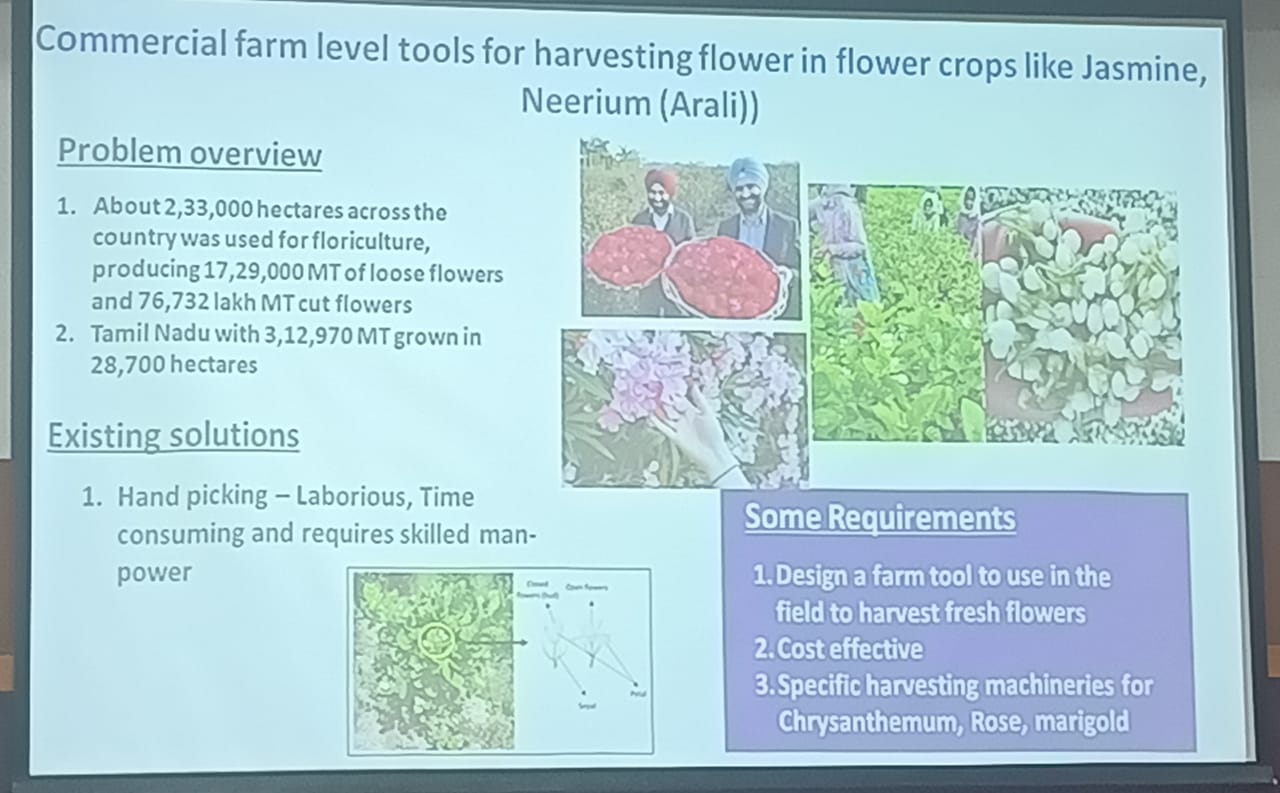 Commercial farm level tools for harvesting flower in flower crops like Jasmine,
Neerium (Arali))
Problem overview
1. About 2,33,000 hectares across the
country was used for floriculture,
producing 17,29,000 MT of loose flowers
and 76,732 lakh MT cut flowers
2. Tamil Nadu with 3,12,970 MT grown in
28,700 hectares
Existing solutions
1. Hand picking – Laborious, Time
consuming and requires skilled man-
power
Closed
flowers (bud)
Open flowers
Sepal
Petal
Some Requirements
1. Design a farm tool to use in the
field to harvest fresh flowers
2. Cost effective
3. Specific harvesting machineries for
Chrysanthemum, Rose, marigold